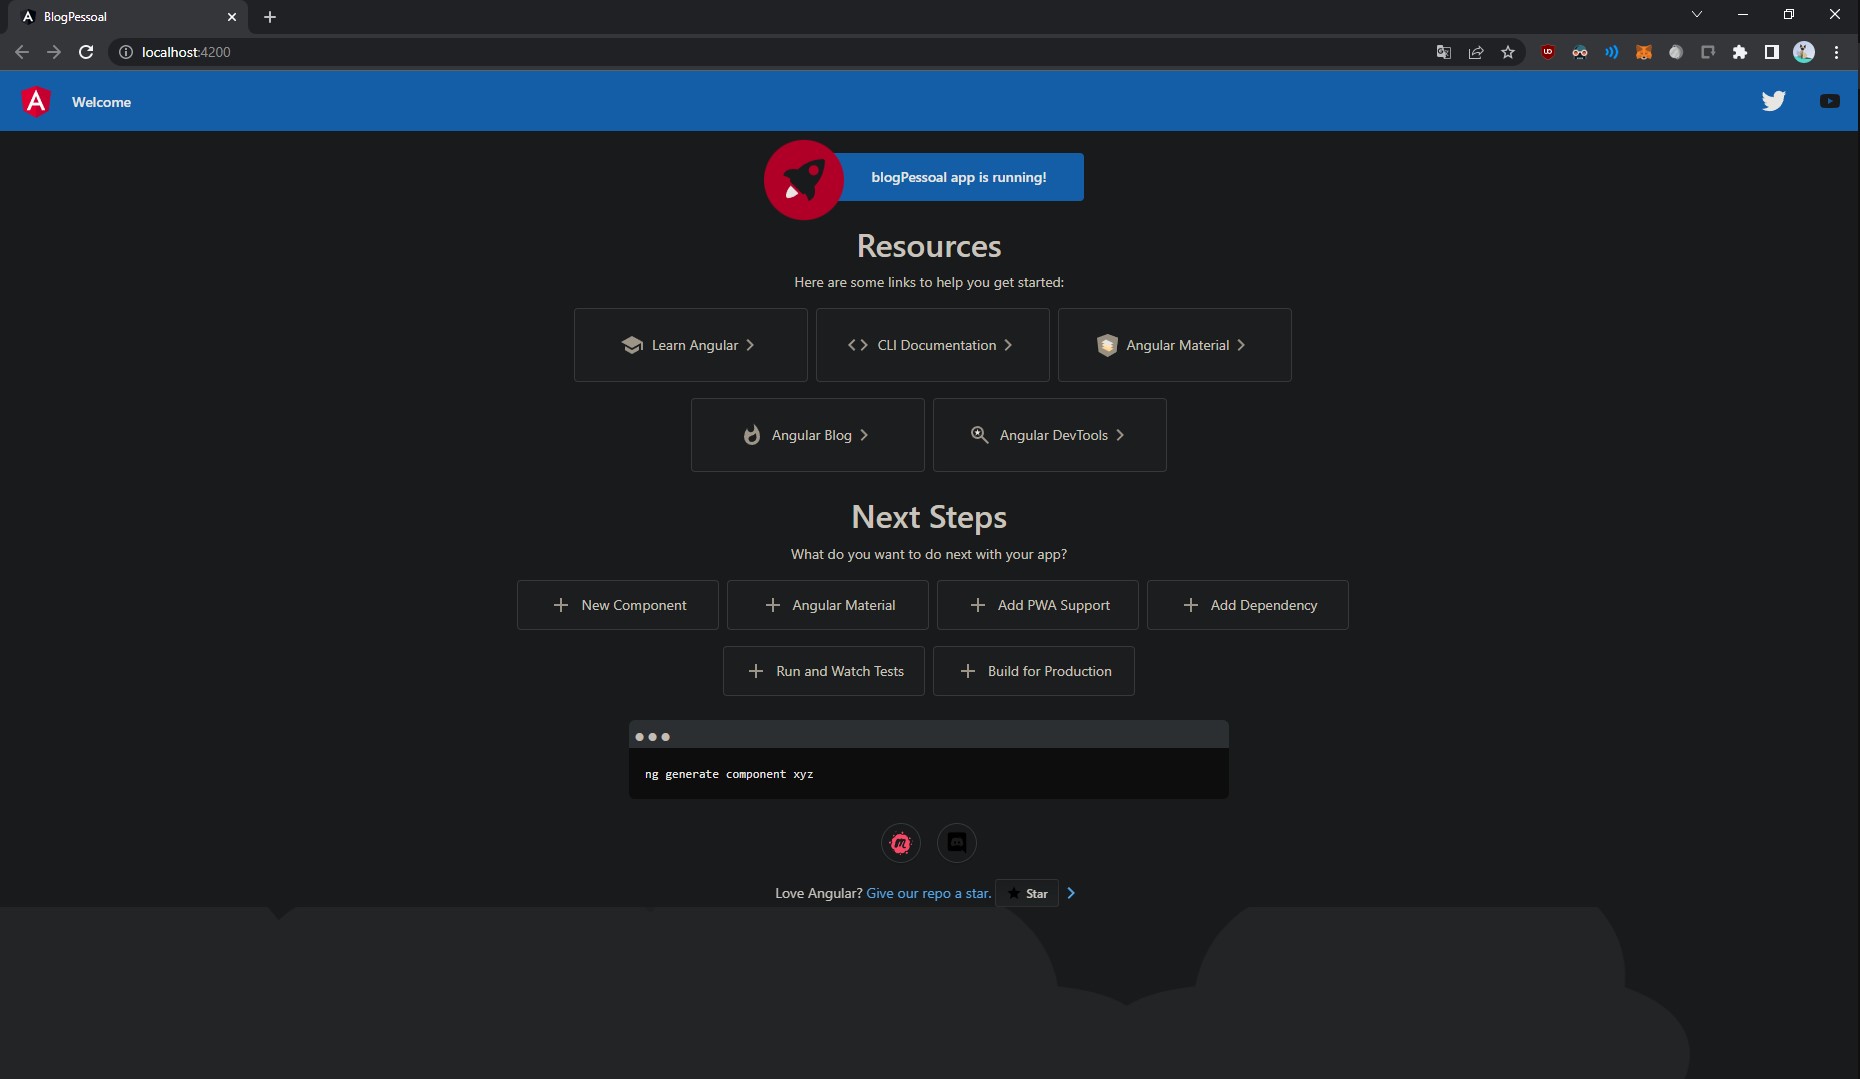 BlogPessoal
localhost:4200
Welcome
blogPessoal app is running!
Resources
Here are some links to help you get started:
Learn Angular
CLI Documentation
Angular Material
Angular Blog
Angular DevTools
Next Steps
What do you want to do next with your app?
New Component
Angular Material
Add PWA Support
Add Dependency
Run and Watch Tests
Build for Production
ng generate component xyz
Love Angular? Give our repo a star. Star